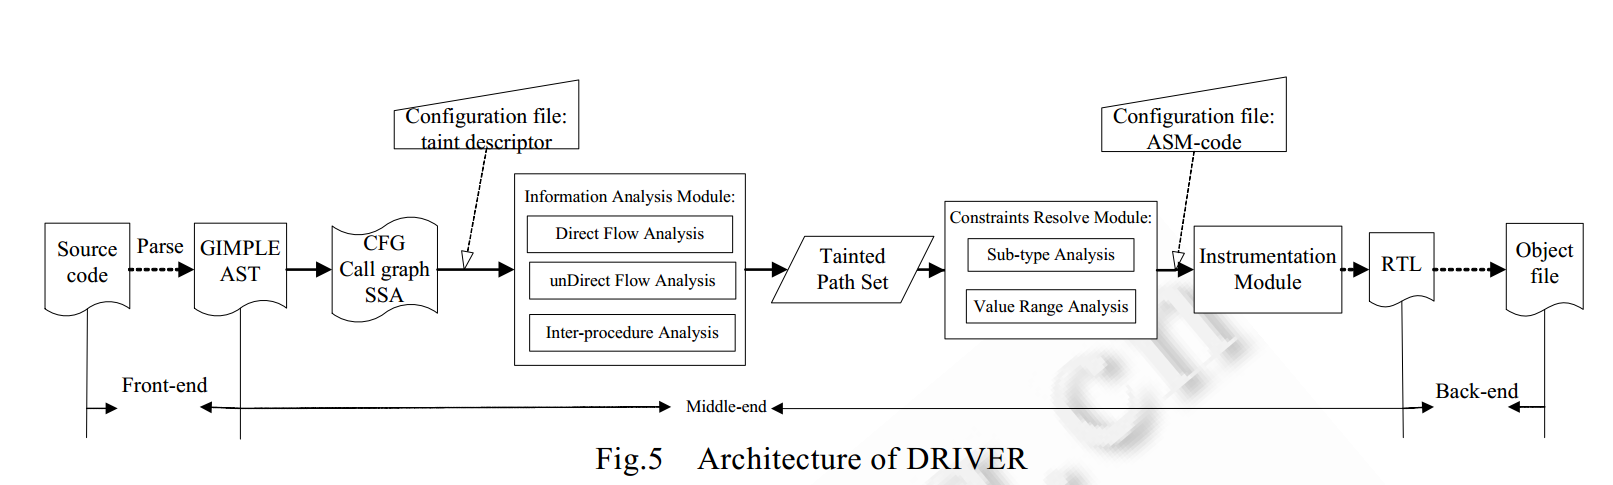 Configuration file:
taint descriptor
Configuration file:
ASM-code
Source
code
Parse
GIMPLE
AST
CFG
Call graph
SSA
Information Analysis Module:
Direct Flow Analysis
unDirect Flow Analysis
Inter-procedure Analysis
Tainted
Path Set
Constraints Resolve Module:
Sub-type Analysis
Value Range Analysis
Instrumentation
Module
RTL
Object
file
Front-end
Middle-end
Back-end
Fig.5 Architecture of DRIVER